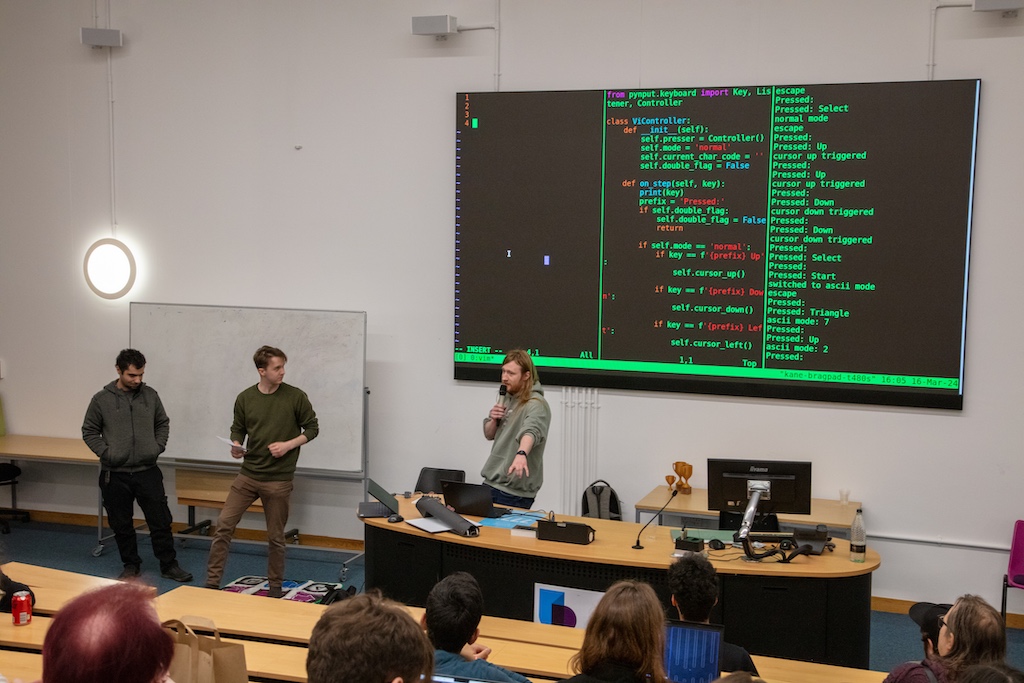 1
2
3
4
-- INSERT --
4,1
All
[0] 0:vim*
from pynput.keyboard import Key, Lis
tener, Controller
class ViController:
def __init__(self):
self.presser = Controller()
self.mode = 'normal'
self.current_char_code = ''
self.double_flag = False
def on_step(self, key):
print(key)
prefix = 'Pressed:'
if self.double_flag:
self.double_flag = False
return
if self.mode == 'normal':
if key == f'{prefix} Up'
:
self.cursor_up()
if key == f'{prefix} Dow
n':
self.cursor_down()
if key == f'{prefix} Lef
t':
self.cursor_left()
1,1
Top
escape
Pressed:
Pressed: Select
normal mode
escape
Pressed:
Pressed: Up
cursor up triggered
Pressed:
Pressed: Up
cursor up triggered
Pressed:
Pressed: Down
cursor down triggered
Pressed:
Pressed: Down
cursor down triggered
Pressed:
Pressed: Select
Pressed:
Pressed: Start
switched to ascii mode
escape
Pressed:
Pressed: Triangle
ascii mode: 7
Pressed:
Pressed: Up
ascii mode: 2
Pressed:
"kane-bragpad-t480s" 16:05 16-Mar-24
iiyama